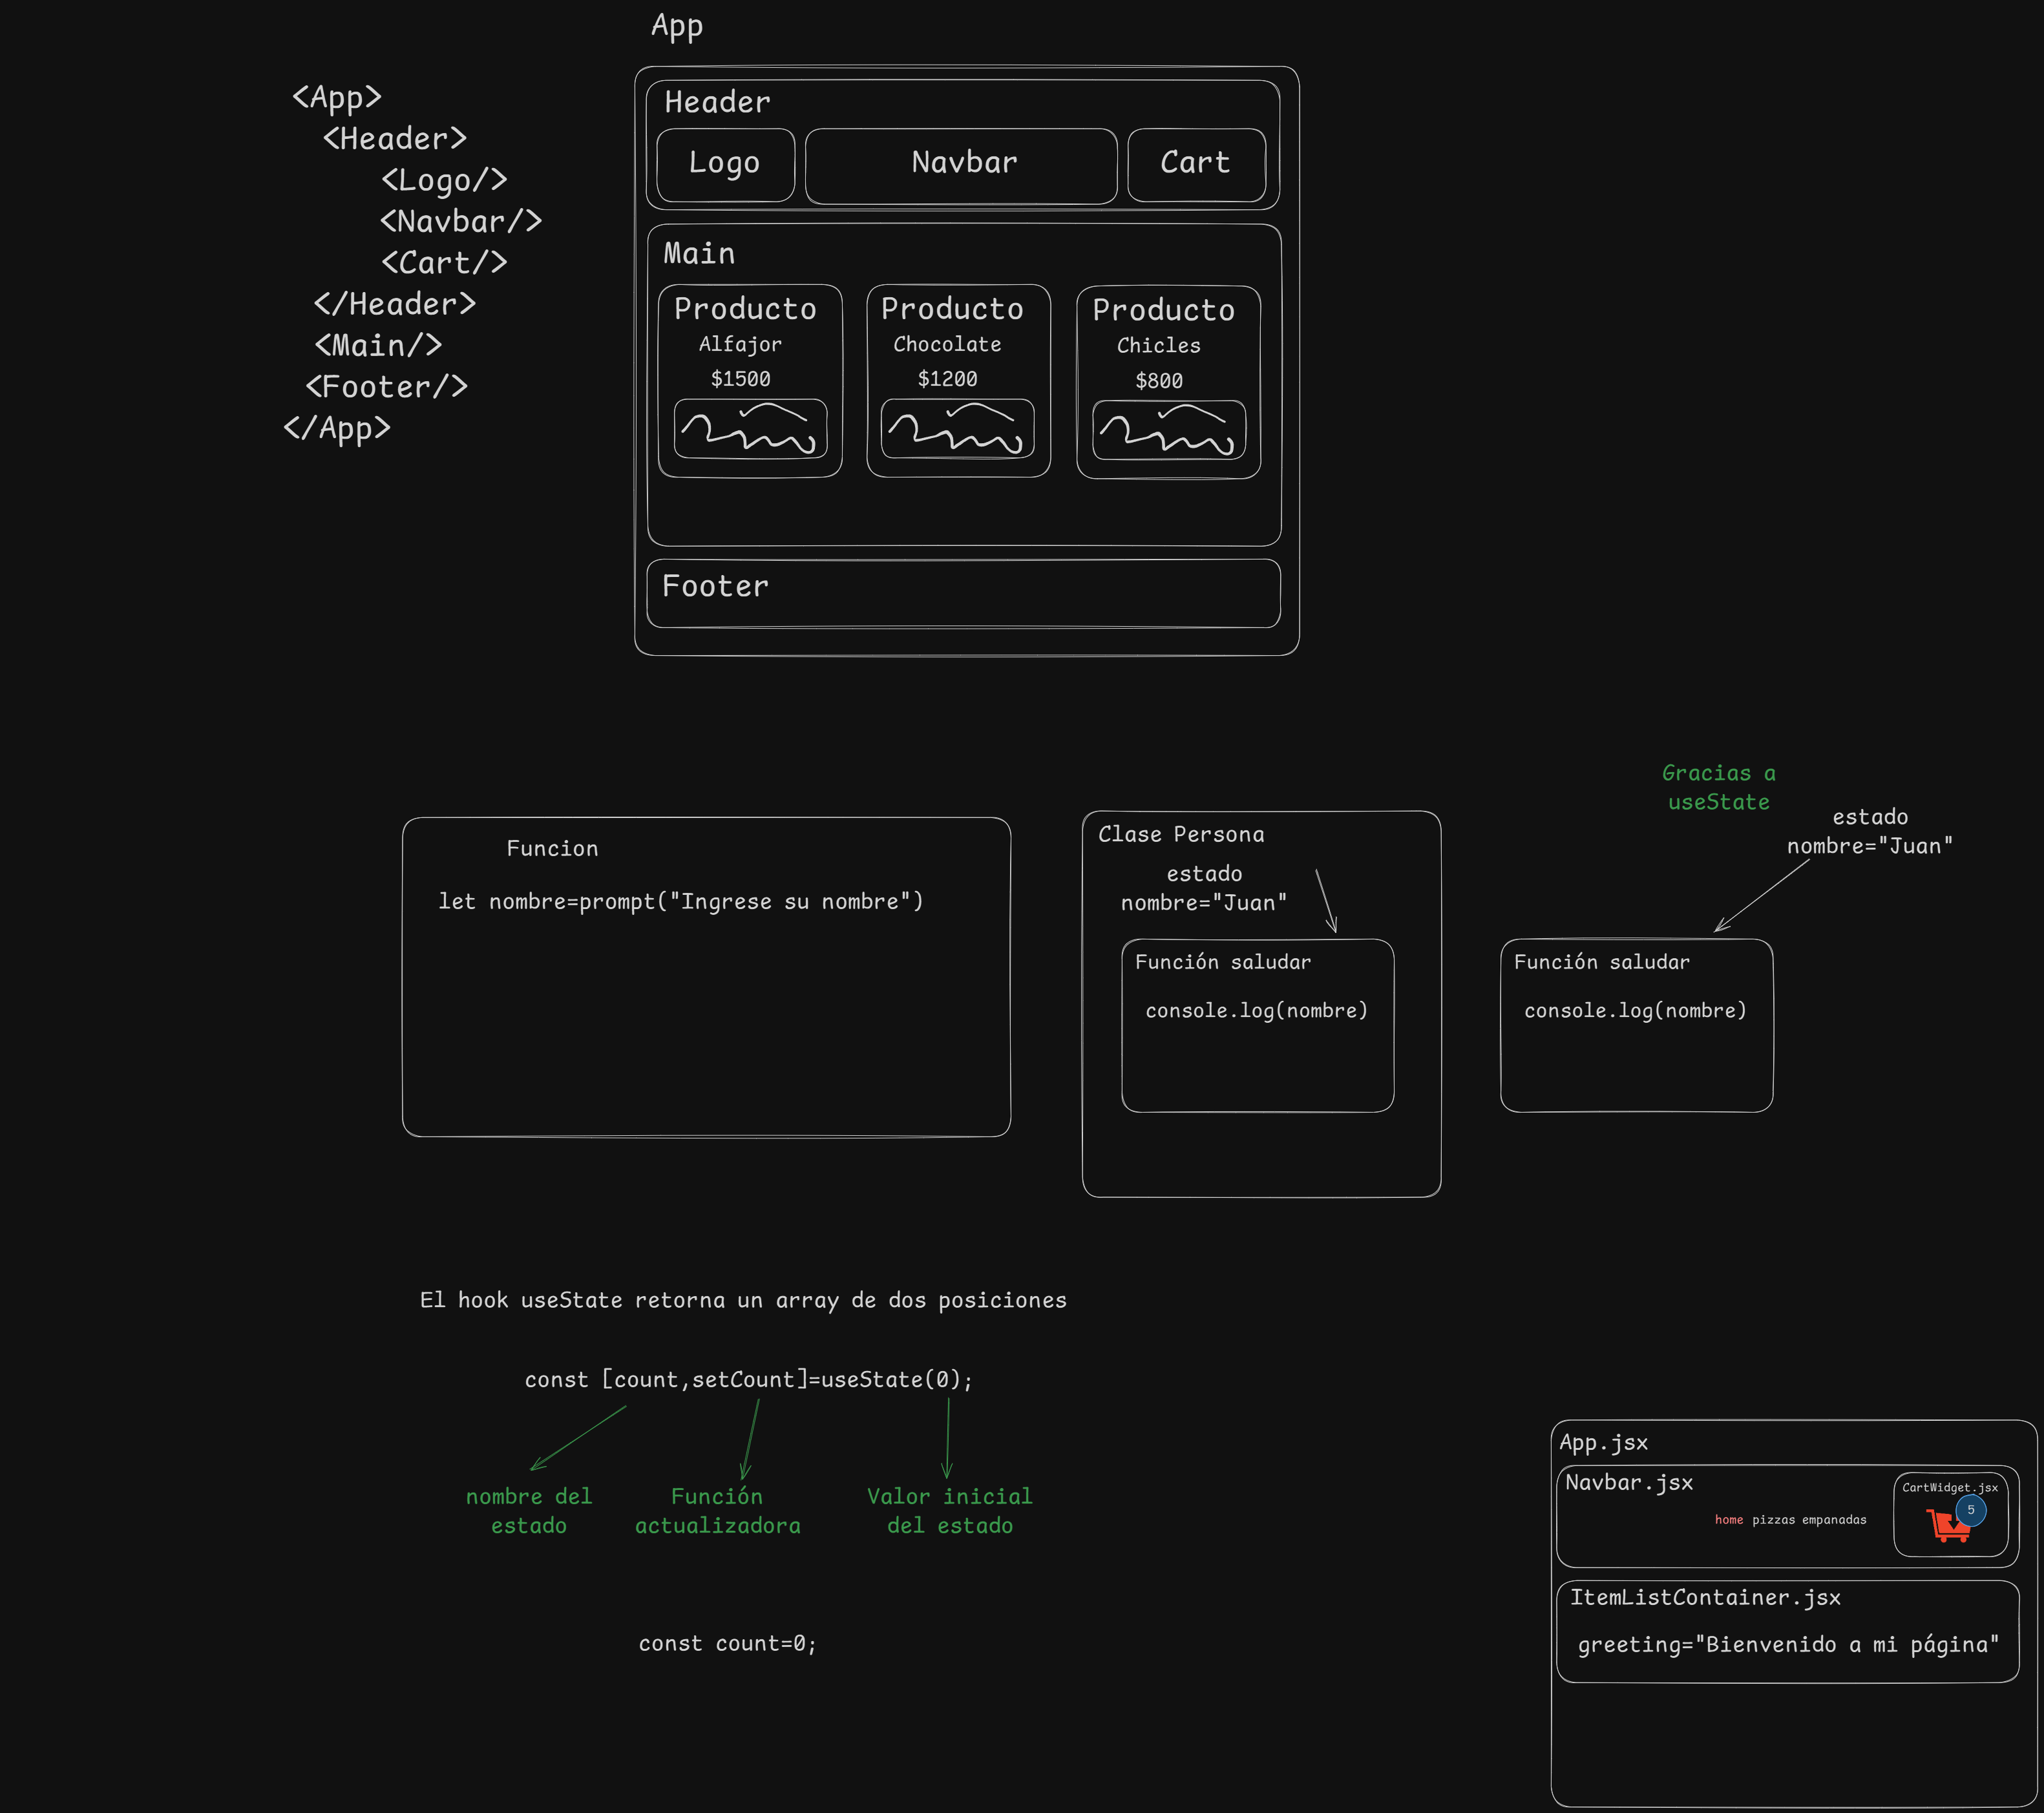 App
<App>
<Header>
<Logo/>
<Navbar/>
<Cart/>
</Header>
<Main/>
<Footer/>
</App>
Header
Logo
Navbar
Cart
Main
Producto
Alfajor
$1500
Producto
Chocolate
$1200
Producto
Chicles
$800
Footer
Funcion
let nombre=prompt("Ingrese su nombre")
Clase Persona
estado
nombre="Juan"
Función saludar
console.log(nombre)
Gracias a
useState
estado
nombre="Juan"
Función saludar
console.log(nombre)
El hook useState retorna un array de dos posiciones
const [count,setCount]=useState(0);
nombre del
estado
Función
actualizadora
Valor inicial
del estado
const count=0;
App.jsx
Navbar.jsx
home pizzas empanadas
CartWidget.jsx
5
ItemListContainer.jsx
greeting="Bienvenido a mi página"